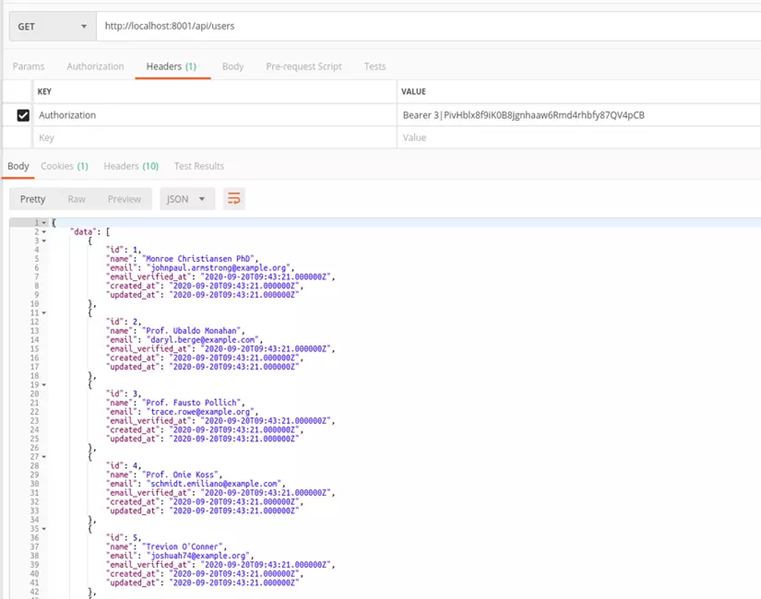 GET http://localhost:8001/api/users
Params Authorization Headers (1) Body Pre-request Script Tests
KEY VALUE
Authorization Bearer 3|PivHblx8f9iK0B8jgnhaaw6Rmd4rhbfy87QV4pCB
Key Value
Body Cookies (1) Headers (10) Test Results
Pretty Raw Preview JSON
1 {
2 "data": [
3 {
4 "id": 1,
5 "name": "Monroe Christiansen PhD",
6 "email": "johnpaul.armstrong@example.org",
7 "email_verified_at": "2020-09-20T09:43:21.000000Z",
8 "created_at": "2020-09-20T09:43:21.000000Z",
9 "updated_at": "2020-09-20T09:43:21.000000Z"
10 },
11 {
12 "id": 2,
13 "name": "Prof. Ubaldo Monahan",
14 "email": "daryl.berge@example.com",
15 "email_verified_at": "2020-09-20T09:43:21.000000Z",
16 "created_at": "2020-09-20T09:43:21.000000Z",
17 "updated_at": "2020-09-20T09:43:21.000000Z"
18 },
19 {
20 "id": 3,
21 "name": "Prof. Fausto Pollich",
22 "email": "trace.rowe@example.org",
23 "email_verified_at": "2020-09-20T09:43:21.000000Z",
24 "created_at": "2020-09-20T09:43:21.000000Z",
25 "updated_at": "2020-09-20T09:43:21.000000Z"
26 },
27 {
28 "id": 4,
29 "name": "Prof. Onie Koss",
30 "email": "schmidt.emiliano@example.com",
31 "email_verified_at": "2020-09-20T09:43:21.000000Z",
32 "created_at": "2020-09-20T09:43:21.000000Z",
33 "updated_at": "2020-09-20T09:43:21.000000Z"
34 },
35 {
36 "id": 5,
37 "name": "Trevion O'Conner",
38 "email": "joshuah74@example.org",
39 "email_verified_at": "2020-09-20T09:43:21.000000Z",
40 "created_at": "2020-09-20T09:43:21.000000Z",
41 "updated_at": "2020-09-20T09:43:21.000000Z"
42 },